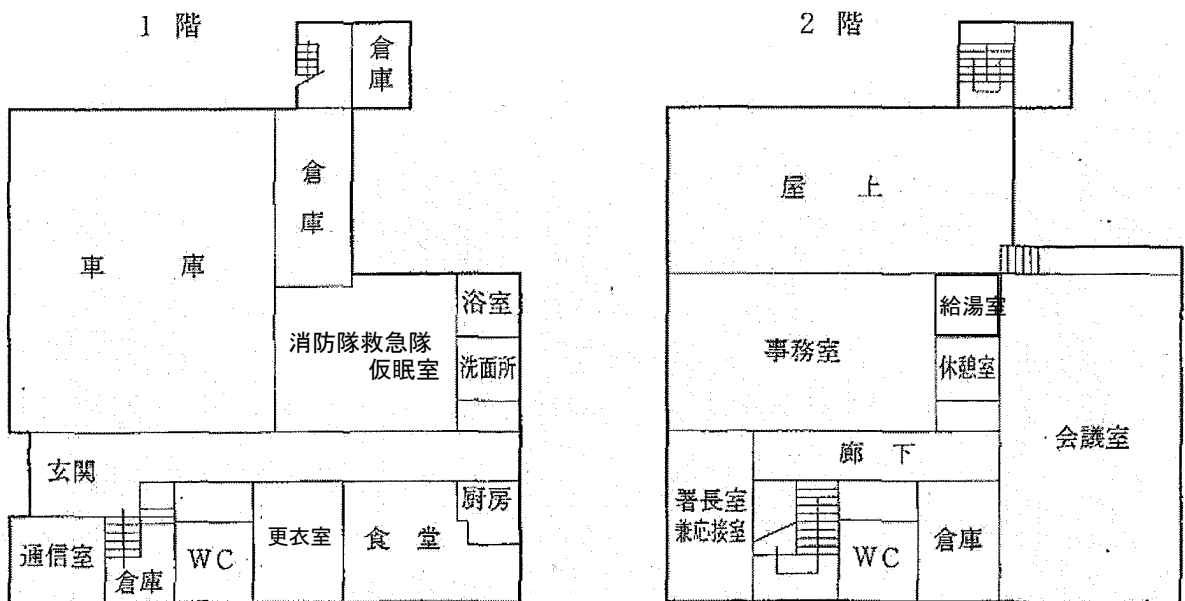 1 階
倉庫
倉庫
車 庫
浴室
消防隊救急隊
仮眠室
洗面所
玄関
厨房
通信室
倉庫
WC
更衣室
食 堂
2 階
屋 上
給湯室
事務室
休憩室
会議室
廊 下
署長室
兼応接室
WC
倉庫